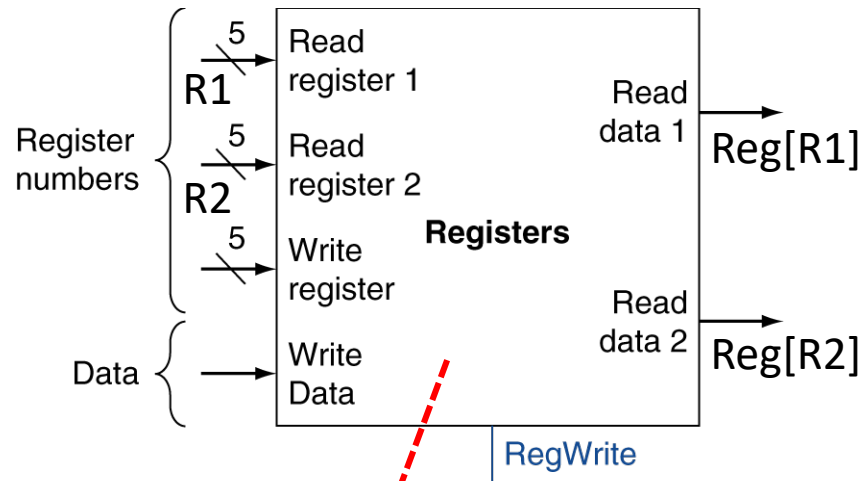 5
R1
Read
register 1
5
R2
Read
register 2
5
Write
register
Write
Data
Register
numbers
Data
Registers
Read
data 1
Reg[R1]
Read
data 2
Reg[R2]
RegWrite